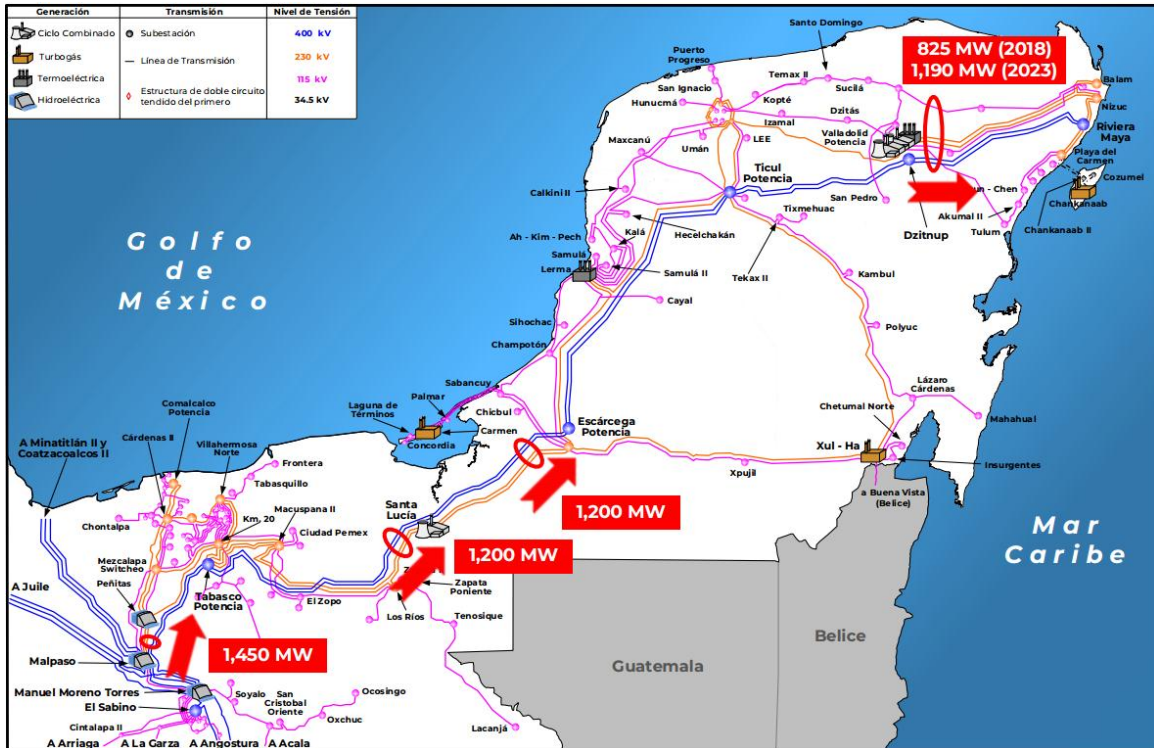 Generación
Transmisión
Nivel de Tensión
Ciclo Combinado
Subestación
400 kV
Turbogás
Línea de Transmisión
230 kV
Termoeléctrica
115 kV
Hidroeléctrica
Estructura de doble circuito
tendido del primero
34.5 kV
Golfo
de
México
Mar
Caribe
Puerto
Progreso
San Ignacio
Hunucmá
Santo Domingo
Temax II
Sucilá
Kopté
Dzitás
Izamal
825 MW (2018)
1,190 MW (2023)
Balam
Nizuc
Riviera
Maya
Valladolid
Potencia
Maxcanú
Umán
LEE
Ticul
Potencia
Playa del
Carmen
Cozumel
Chankanaab
Chankanaab II
Akumal II
Tulum
San Pedro
Dzitnup
Calkini II
Tixmehuac
Hecelchakán
Ah - Kim - Pech
Kalá
Samulá
Lerma
Samulá II
Tekax II
Kambul
Cayal
Sihochac
Polyuc
Champotón
Sabancuy
Lázaro
Cárdenas
Laguna de
Términos
Palmar
Chicbul
Chetumal Norte
Mahahual
Carmen
Concordia
Escárcega
Potencia
Xul - Ha
Insurgentes
Xpujil
a Buena Vista
(Belice)
1,200 MW
Comalcalco
Potencia
Cárdenas II
Villahermosa
Norte
A Minatitlán II y
Coatzacoalcos II
Frontera
Tabasquillo
Santa
Lucía
Macuspana II
Km, 20
Ciudad Pemex
Chontalpa
1,200 MW
Mezcalapa
Switcheo
Peñitas
Zapata
Poniente
A Juile
Tabasco
Potencia
El Zopo
Los Ríos
Tenosique
Belice
Guatemala
1,450 MW
Malpaso
Manuel Moreno Torres
El Sabino
Soyalo
San
Cristobal
Oriente
Ocosingo
Oxchuc
Cintalapa II
Lacanjá
A Arriaga
A La Garza
A Angostura
A Acala